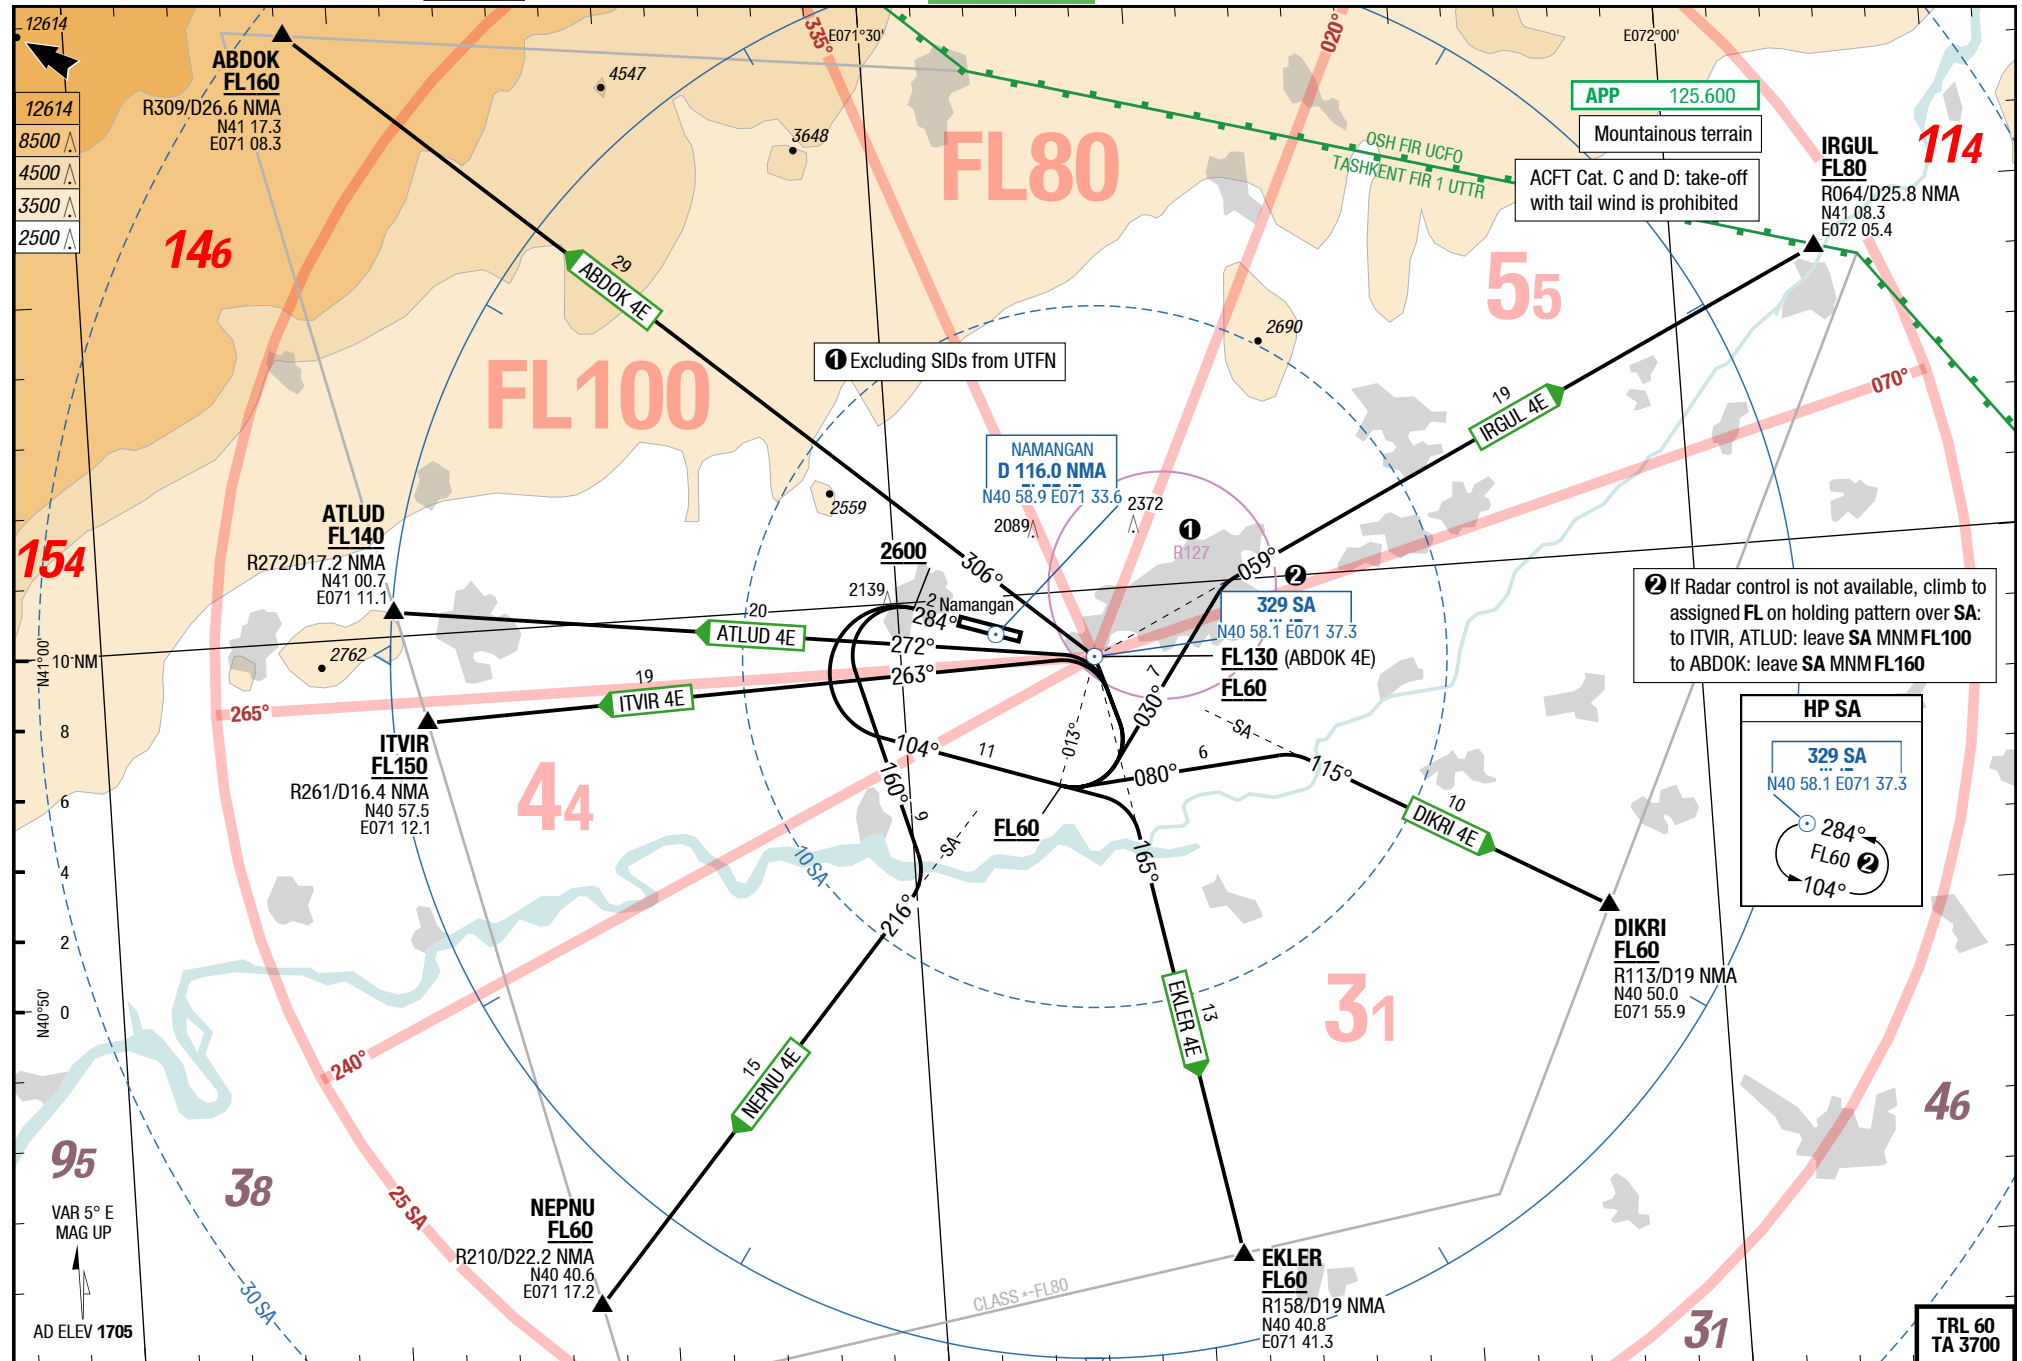 12614
ABDOK
FL160
R309/D26.6 NMA
N41 17.3
E071 08.3
12614
8500
4500
3500
2500
146
154
4547
3648
335°
E071°30'
020°
E072°00'
FL80
OSH FIR UCFO
TASHKENT FIR 1 UTTR
APP 125.600
Mountainous terrain
ACFT Cat. C and D: take-off
with tail wind is prohibited
IRGUL
FL80
R064/D25.8 NMA
N41 08.3
E072 05.4
114
55
29
ABDOK 4E
FL100
❶ Excluding SIDs from UTFN
2690
19
IRGUL 4E
070°
NAMANGAN
D 116.0 NMA
N40 58.9 E071 33.6
2559
2089
2372
❶
R127
ATLUD
FL140
R272/D17.2 NMA
N41 00.7
E071 11.1
2600
306°
059°
❷
2139
2
Namangan
284°
20
ATLUD 4E
272°
263°
329 SA
N40 58.1 E071 37.3
FL130 (ABDOK 4E)
FL60
❷ If Radar control is not available, climb to
assigned FL on holding pattern over SA:
to ITVIR, ATLUD: leave SA MNM FL100
to ABDOK: leave SA MNM FL160
2762
N41°00'
10 NM
8
6
4
2
0
N40°50'
265°
19
ITVIR 4E
ITVIR
FL150
R261/D16.4 NMA
N40 57.5
E071 12.1
44
104°
11
160°
9
013°
7
030°
SA
6
080°
115°
10
DIKRI 4E
HP SA
329 SA
N40 58.1 E071 37.3
284°
FL60 ❷
104°
FL60
SA
10 SA
165°
216°
DIKRI
FL60
R113/D19 NMA
N40 50.0
E071 55.9
31
13
EKLER 4E
240°
15
NEPNU 4E
46
95
38
25 SA
30 SA
VAR 5° E
MAG UP
AD ELEV 1705
NEPNU
FL60
R210/D22.2 NMA
N40 40.6
E071 17.2
CLASS *-FL80
EKLER
FL60
R158/D19 NMA
N40 40.8
E071 41.3
31
TRL 60
TA 3700